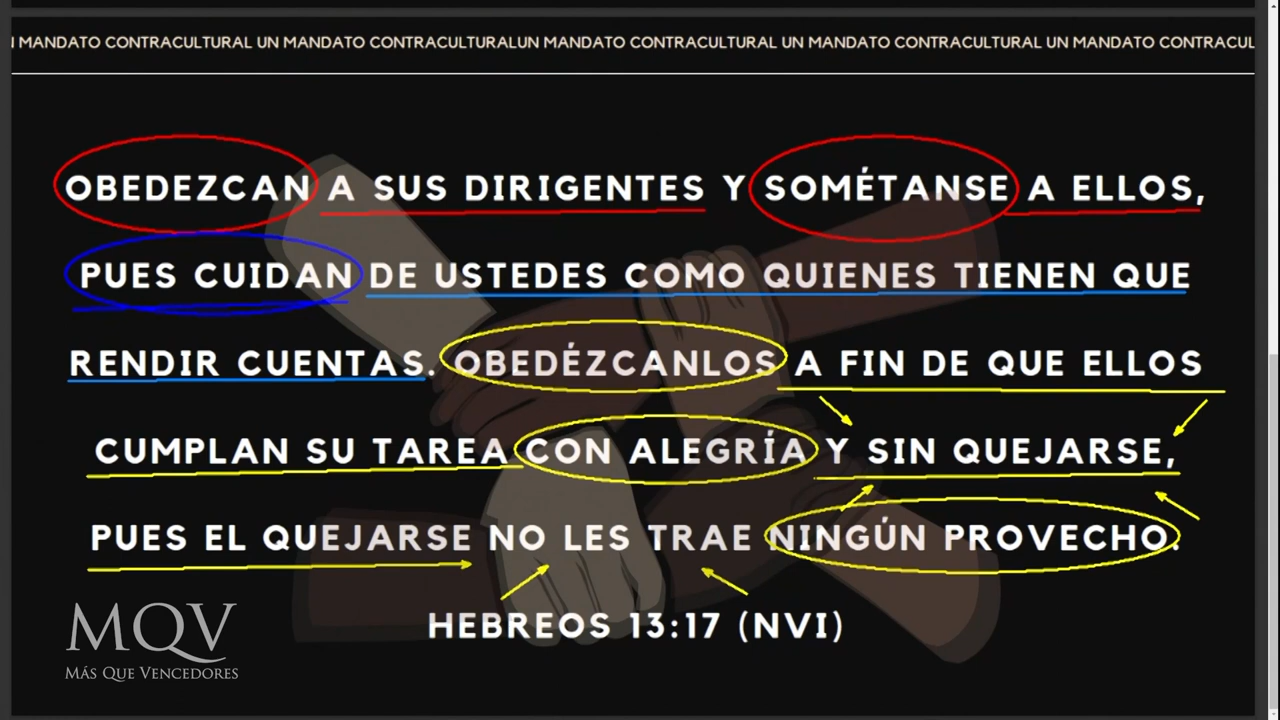 MANDATO CONTRACULTURAL UN MANDATO CONTRACULTURALUN MANDATO CONTRACULTURAL UN MANDATO CONTRACULTURAL UN MANDATO CONTRACUL
OBEDEZCAN A SUS DIRIGENTES Y SOMÉTANSE A ELLOS,
PUES CUIDAN DE USTEDES COMO QUIENES TIENEN QUE
RENDIR CUENTAS. OBEDÉZCANLOS A FIN DE QUE ELLOS
CUMPLAN SU TAREA CON ALEGRÍA Y SIN QUEJARSE,
PUES EL QUEJARSE NO LES TRAE NINGÚN PROVECHO.
HEBREOS 13:17 (NVI)
MQV
MÁS QUE VENCEDORES